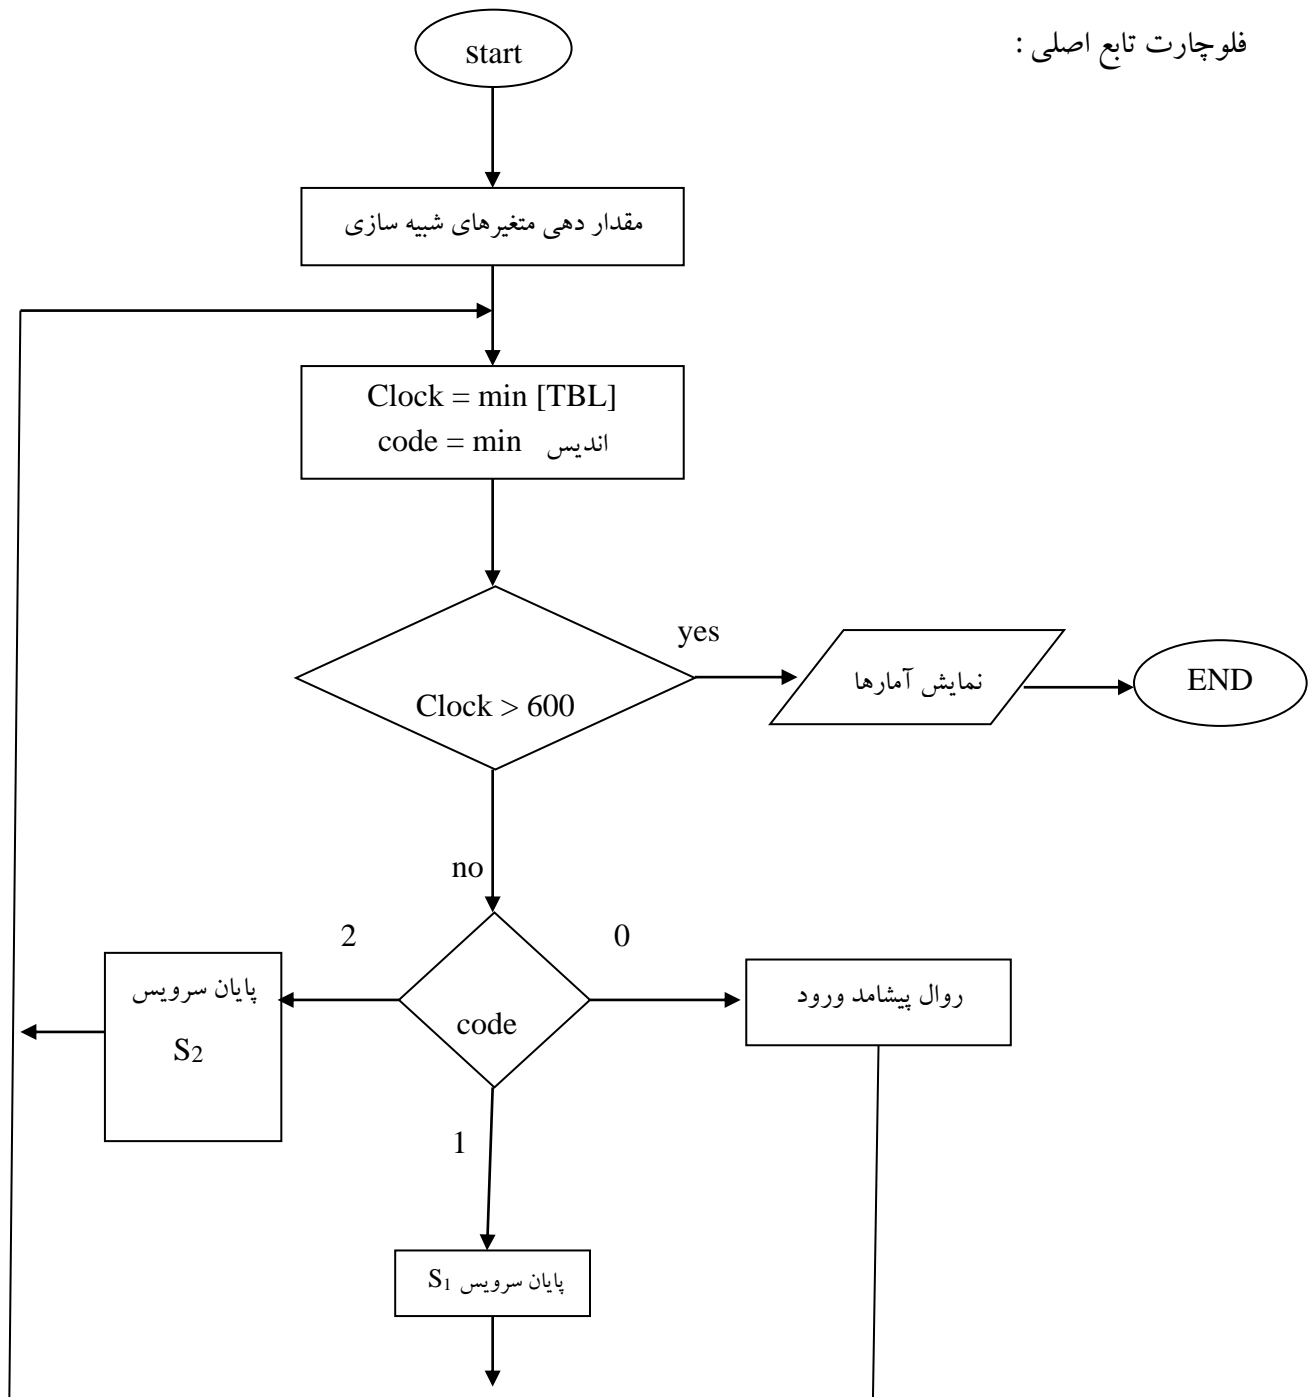 فلوچارت تابع اصلی :
start
مقدار دهی متغیرهای شبیه سازی
Clock = min [TBL]
code = min اندیس
yes
Clock > 600
نمایش آمارها
END
no
2
0
پایان سرویس
S2
code
روال پیشامد ورود
1
پایان سرویس S1